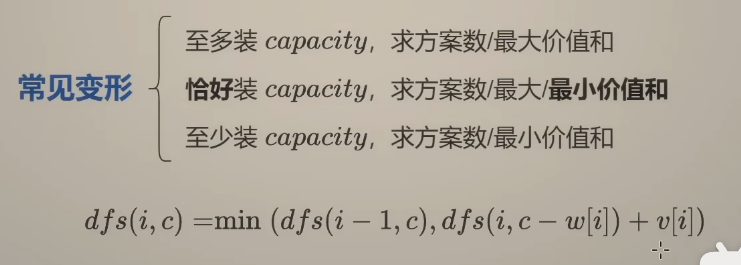 至多装 capacity，求方案数/最大价值和
常见变形
恰好装 capacity，求方案数/最大/最小价值和
至少装 capacity，求方案数/最小价值和
dfs(i, c) =min (dfs(i − 1, c), dfs(i, c − w[i]) + v[i])